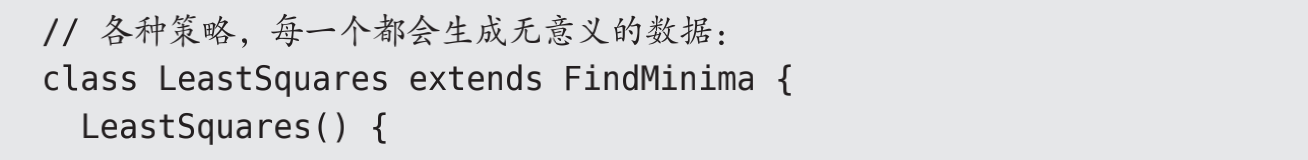 // 各种策略，每一个都会生成无意义的数据：
class LeastSquares extends FindMinima {
  LeastSquares() {